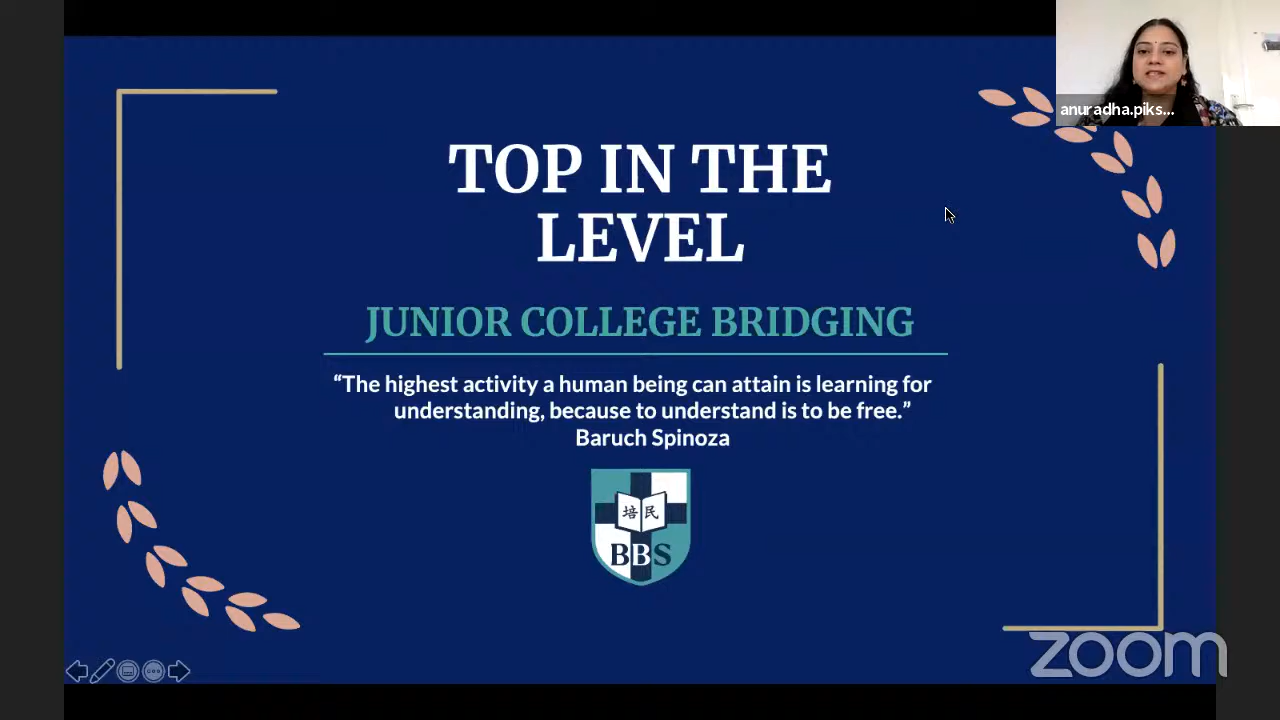 anuradha.piks...
TOP IN THE
LEVEL
JUNIOR COLLEGE BRIDGING
“The highest activity a human being can attain is learning for
understanding, because to understand is to be free.”
Baruch Spinoza
培 民
BBS
zoom